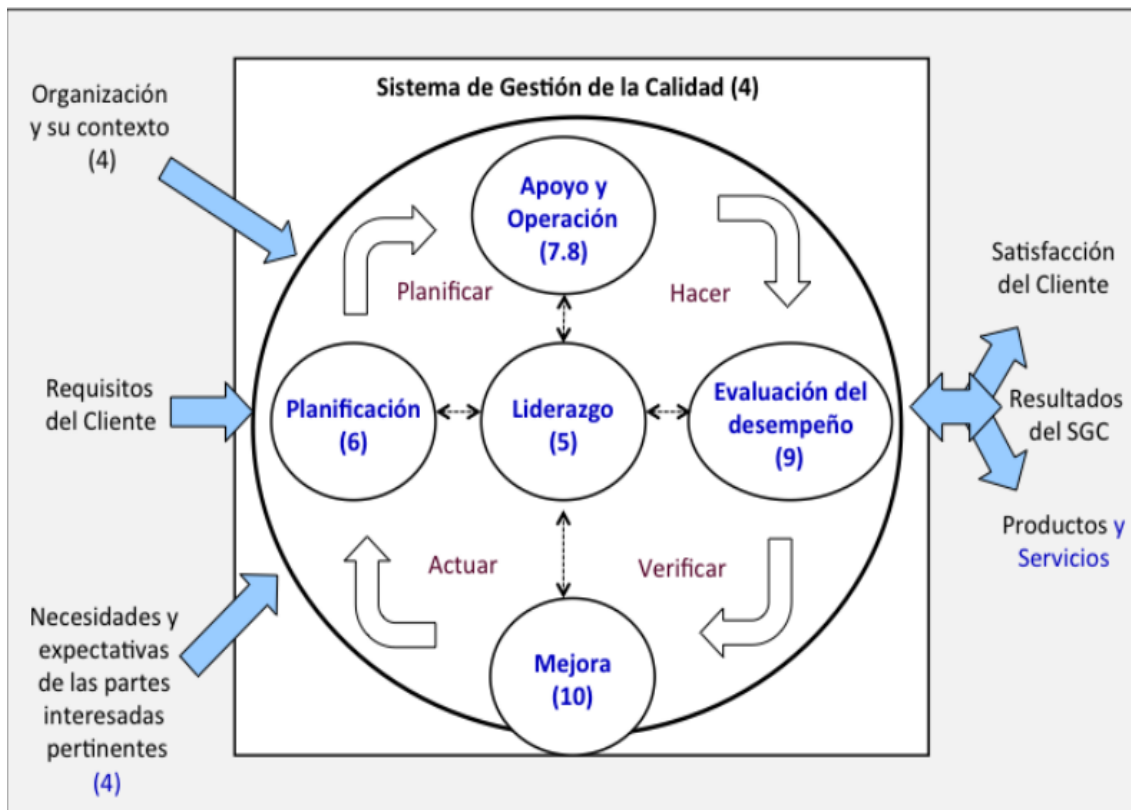 Sistema de Gestión de la Calidad (4)
Organización
y su contexto
(4)
Requisitos
del Cliente
Necesidades y
expectativas
de las partes
interesadas
pertinentes
(4)
Apoyo y
Operación
(7.8)
Planificar
Hacer
Planificación
(6)
Liderazgo
(5)
Evaluación del
desempeño
(9)
Actuar
Verificar
Mejora
(10)
Satisfacción
del Cliente
Resultados
del SGC
Productos y
Servicios